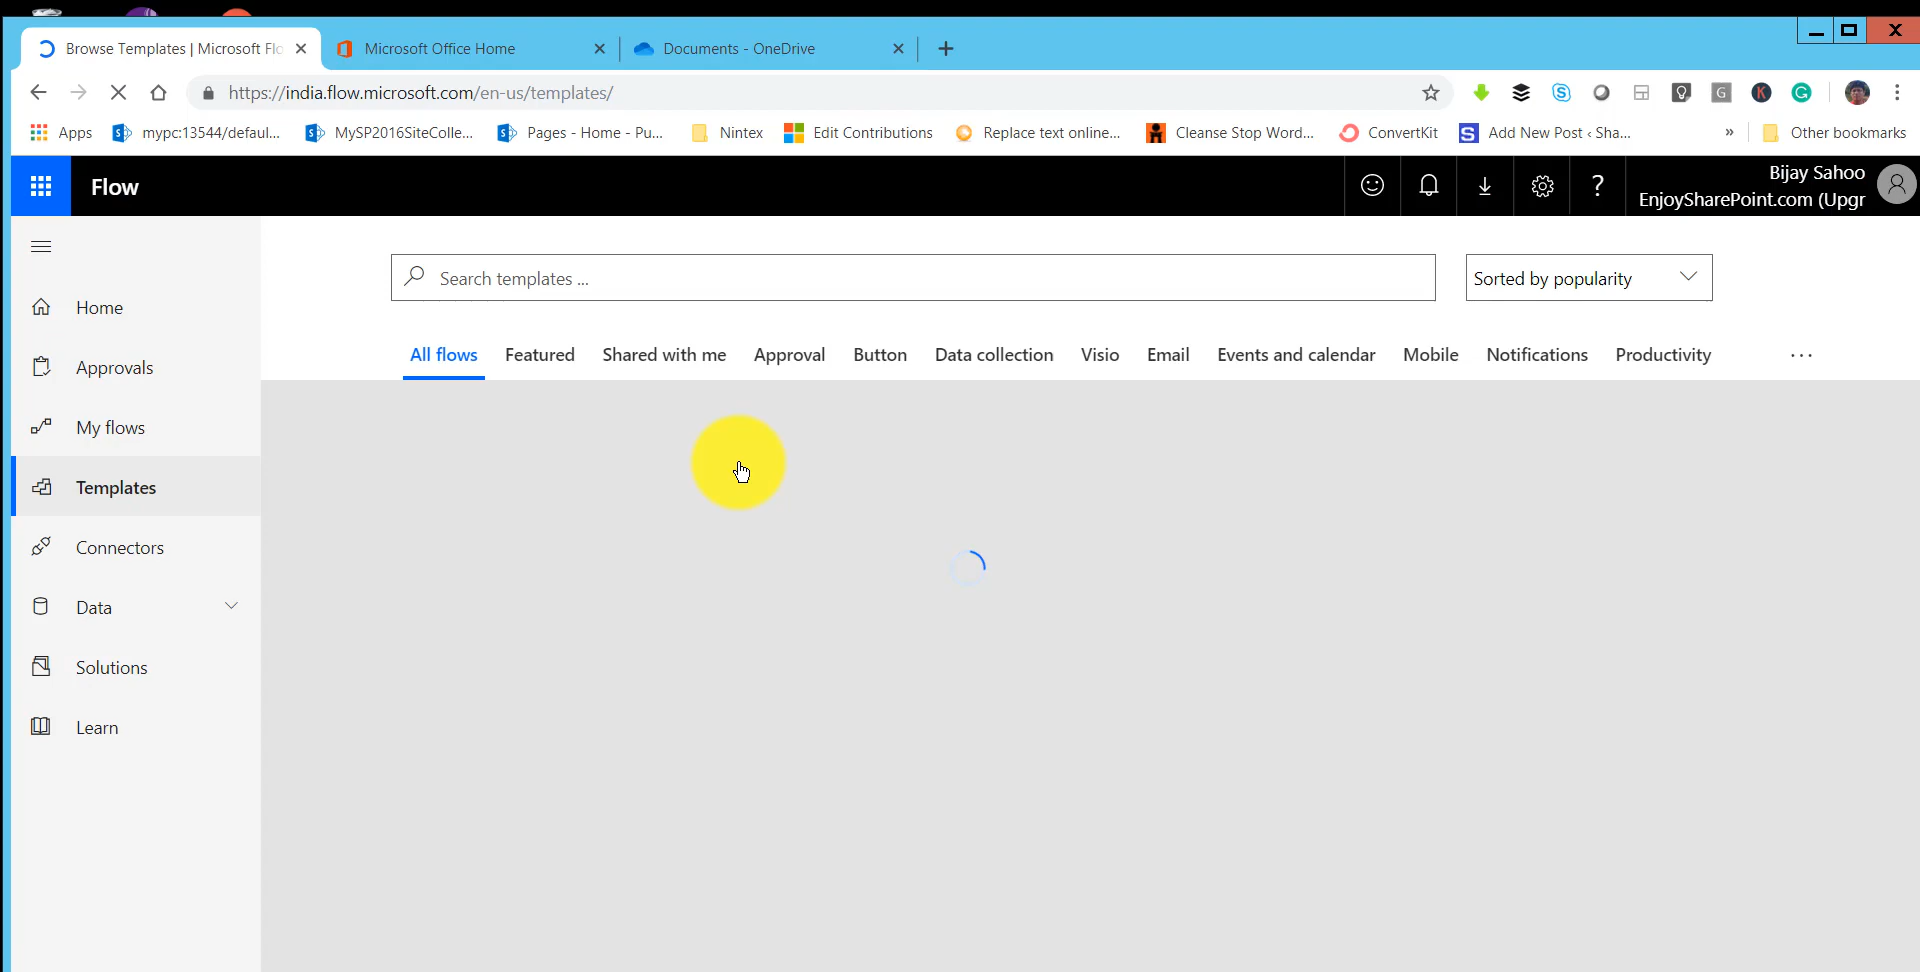 Browse Templates | Microsoft Flo
Microsoft Office Home
Documents - OneDrive
https://india.flow.microsoft.com/en-us/templates/
Apps
mypc:13544/defaul...
MySP2016SiteColle...
Pages - Home - Pu...
Nintex
Edit Contributions
Replace text online...
Cleanse Stop Word...
ConvertKit
Add New Post ‹ Sha...
»
Other bookmarks
Flow
?
Bijay Sahoo
EnjoySharePoint.com (Upgr
Search templates ...
Sorted by popularity
All flows
Featured
Shared with me
Approval
Button
Data collection
Visio
Email
Events and calendar
Mobile
Notifications
Productivity
...
Home
Approvals
My flows
Templates
Connectors
Data
Solutions
Learn